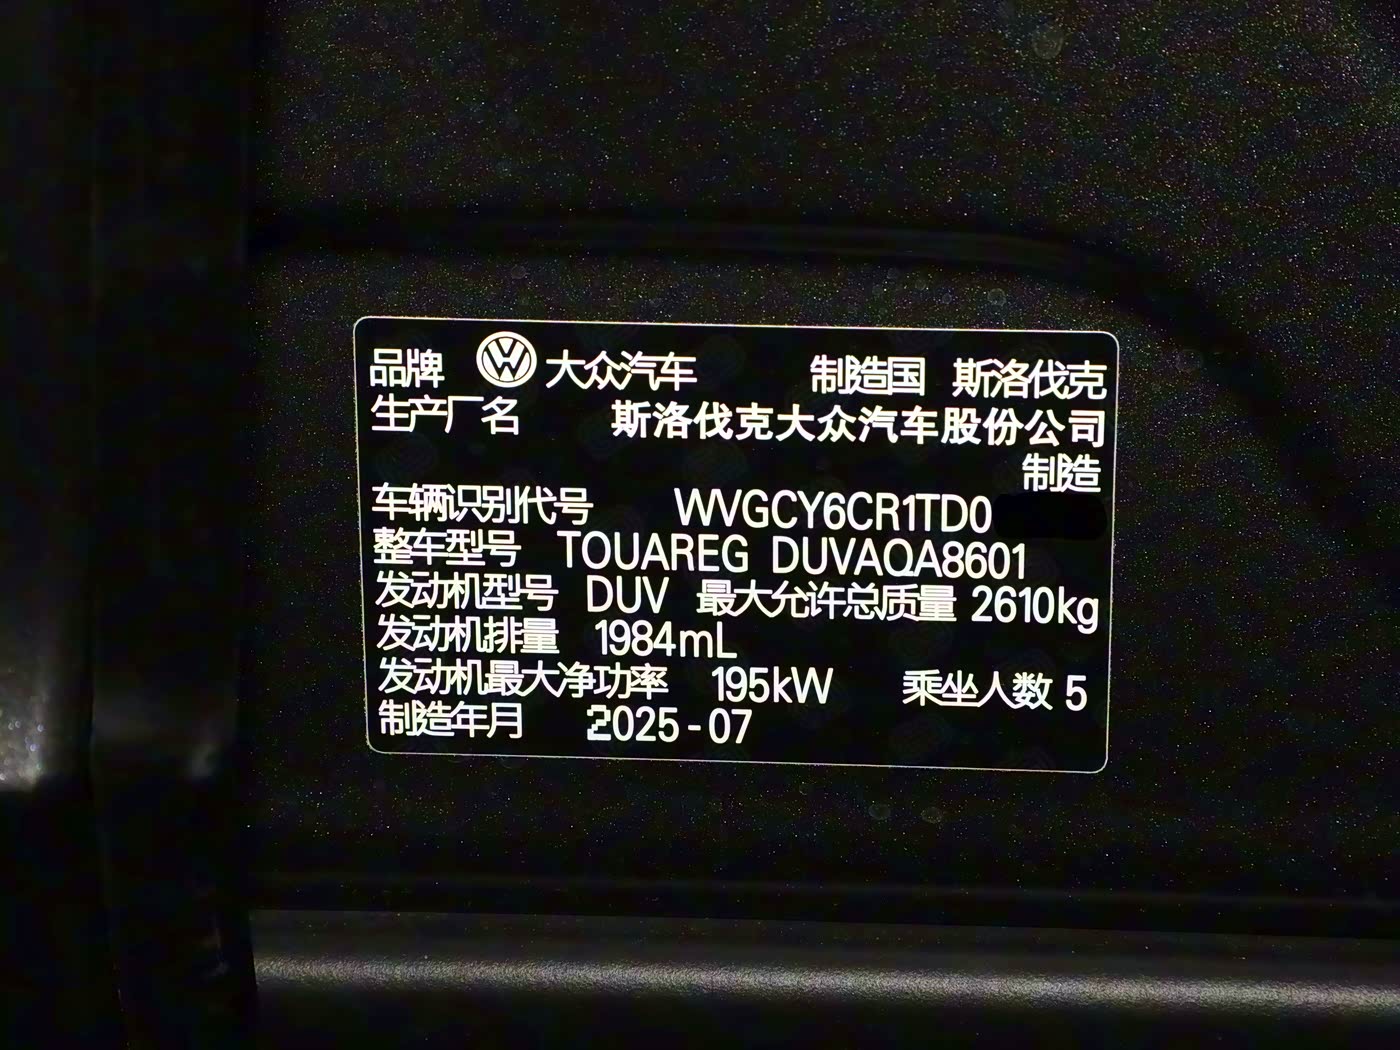 品牌 大众汽车 制造国 斯洛伐克
生产厂名 斯洛伐克大众汽车股份公司
制造
车辆识别代号 WVGCY6CR1TD0
整车型号 TOUAREG DUVAQA8601
发动机型号 DUV 最大允许总质量 2610kg
发动机排量 1984mL
发动机最大净功率 195kW 乘坐人数 5
制造年月 2025-07